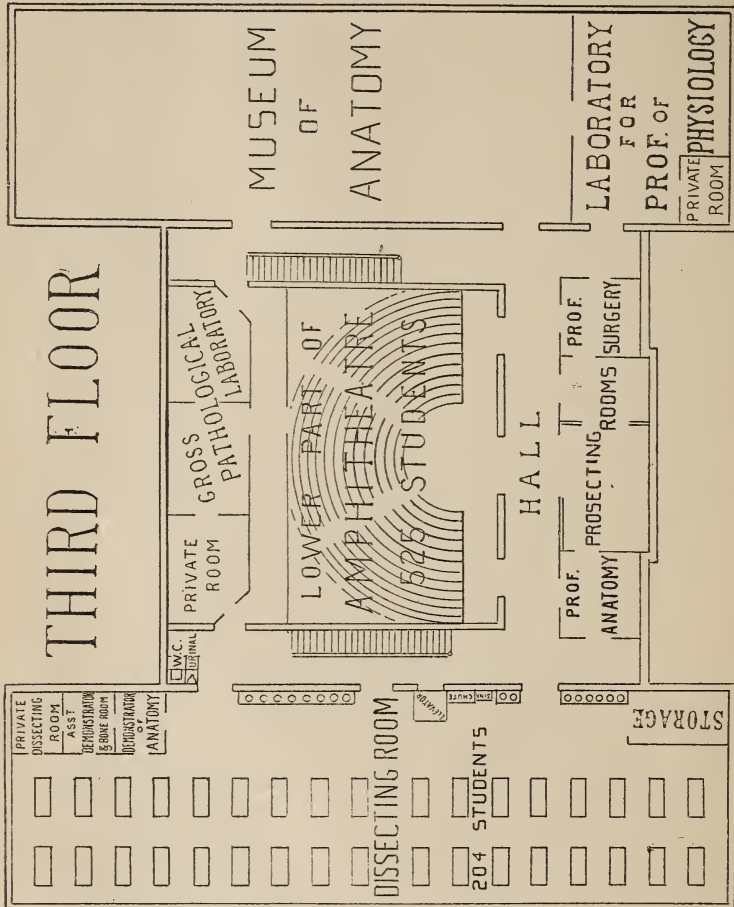 THIRD FLOOR
MUSEUM
OF
ANATOMY
LABORATORY
FOR
PROF. OF
PHYSIOLOGY
PRIVATE
ROOM
GROSS
PATHOLOGICAL
LABORATORY
PRIVATE
ROOM
W.C.
URINAL
LOWER PART OF
AMPHITHEATRE
525 STUDENTS
HALL
PROF.
SURGERY
PROSECTING ROOMS
PROF.
ANATOMY
PRIVATE
DISSECTING
ROOM
ASST
DEMONSTRATOR
& BONE ROOM
DEMONSTRATOR
OF
ANATOMY
ELEVATOR
SINK
CHUTE
DISSECTING ROOM
204 STUDENTS
STORAGE